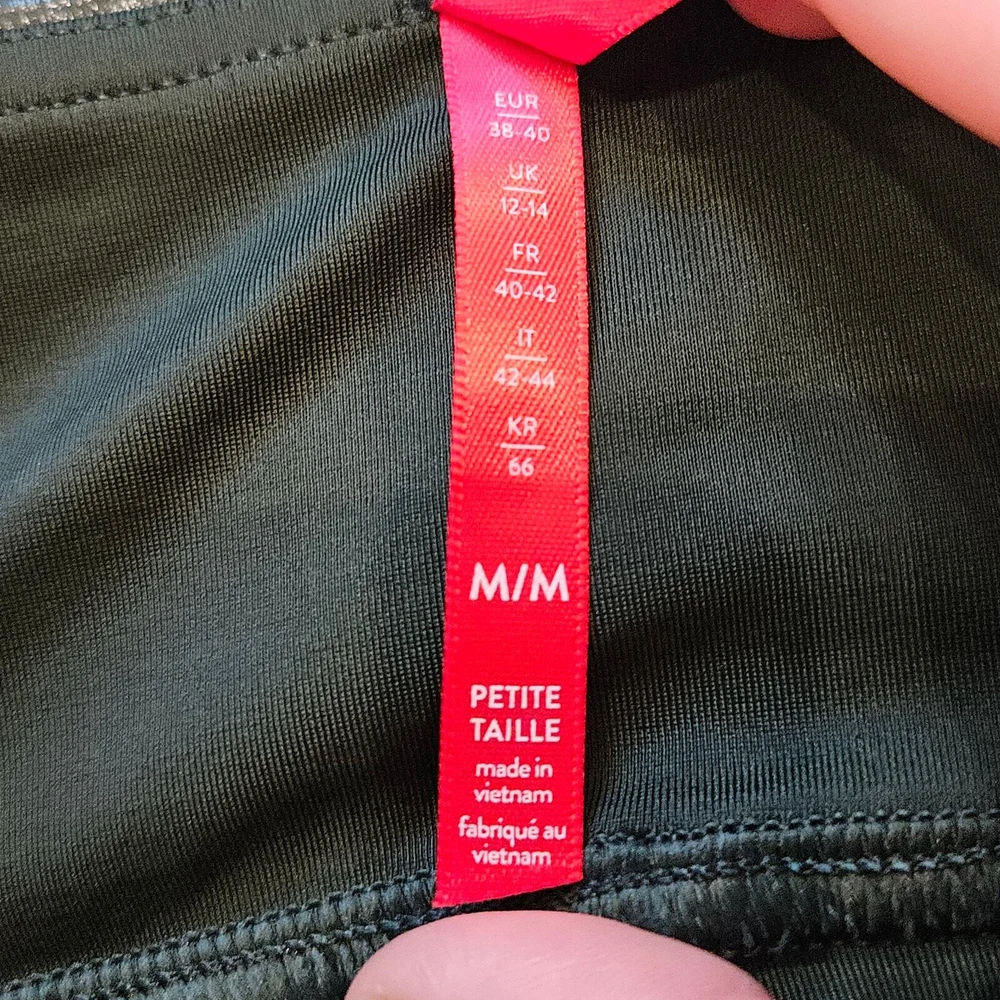 EUR
38-40
UK
12-14
FR
40-42
IT
42-44
KR
66
M/M
PETITE
TAILLE
made in
vietnam
fabriqué au
vietnam